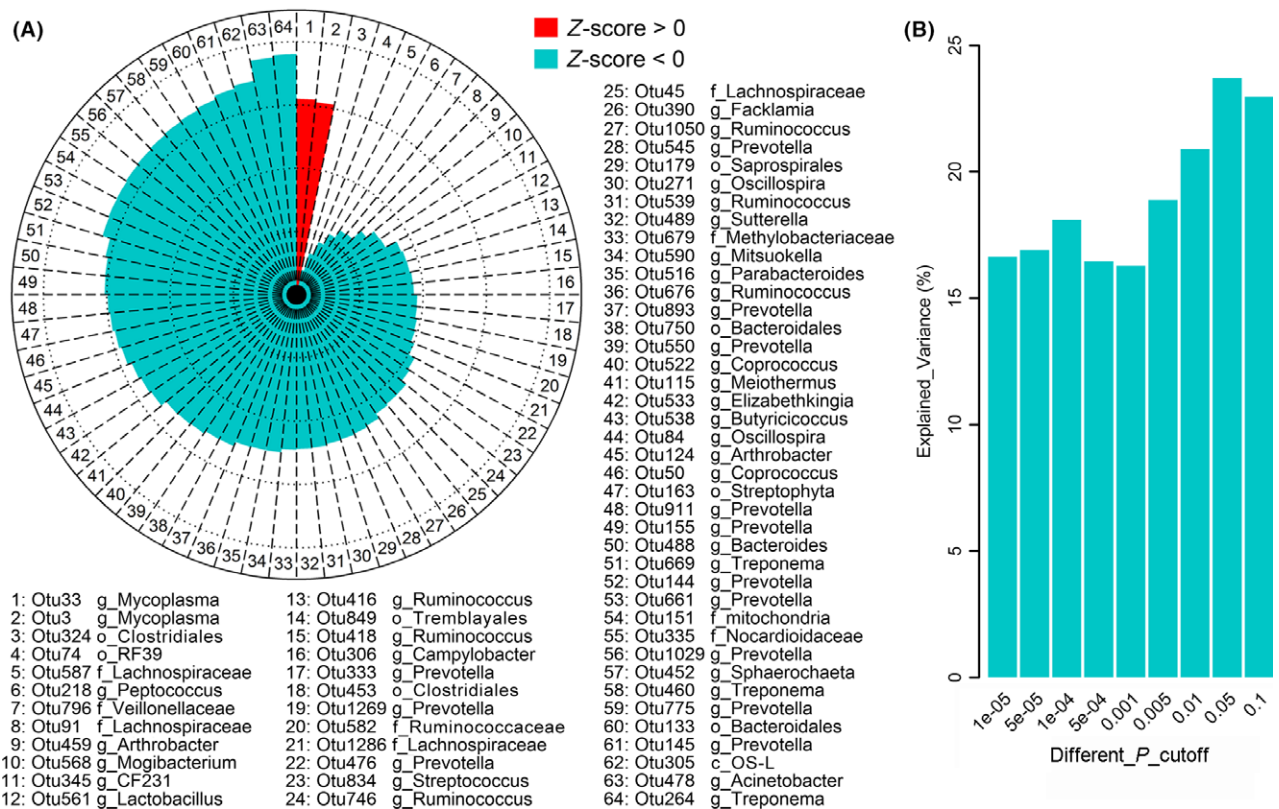 (A)
1
2
3
4
5
6
7
8
9
10
11
12
13
14
15
16
17
18
19
20
21
22
23
24
25
26
27
28
29
30
31
32
33
34
35
36
37
38
39
40
41
42
43
44
45
46
47
48
49
50
51
52
53
54
55
56
57
58
59
60
61
62
63
64
Z-score > 0
Z-score < 0
1: Otu33 g_Mycoplasma
2: Otu3 g_Mycoplasma
3: Otu324 o_Clostridiales
4: Otu74 o_RF39
5: Otu587 f_Lachnospiraceae
6: Otu218 g_Peptococcus
7: Otu796 f_Veillonellaceae
8: Otu91 f_Lachnospiraceae
9: Otu459 g_Arthrobacter
10: Otu568 g_Mogibacterium
11: Otu345 g_CF231
12: Otu561 g_Lactobacillus
13: Otu416 g_Ruminococcus
14: Otu849 o_Tremblayales
15: Otu418 g_Ruminococcus
16: Otu306 g_Campylobacter
17: Otu333 g_Prevotella
18: Otu453 o_Clostridiales
19: Otu1269 g_Prevotella
20: Otu582 f_Ruminococcaceae
21: Otu1286 f_Lachnospiraceae
22: Otu476 g_Prevotella
23: Otu834 g_Streptococcus
24: Otu746 g_Ruminococcus
25: Otu45 f_Lachnospiraceae
26: Otu390 g_Facklamia
27: Otu1050 g_Ruminococcus
28: Otu545 g_Prevotella
29: Otu179 o_Saprospirales
30: Otu271 g_Oscillospira
31: Otu539 g_Ruminococcus
32: Otu489 g_Sutterella
33: Otu679 f_Methylobacteriaceae
34: Otu590 g_Mitsuokella
35: Otu516 g_Parabacteroides
36: Otu676 g_Ruminococcus
37: Otu893 g_Prevotella
38: Otu750 o_Bacteroidales
39: Otu550 g_Prevotella
40: Otu522 g_Coprococcus
41: Otu115 g_Meiothermus
42: Otu533 g_Elizabethkingia
43: Otu538 g_Butyricicoccus
44: Otu84 g_Oscillospira
45: Otu124 g_Arthrobacter
46: Otu50 g_Coprococcus
47: Otu163 o_Streptophyta
48: Otu911 g_Prevotella
49: Otu155 g_Prevotella
50: Otu488 g_Bacteroides
51: Otu669 g_Treponema
52: Otu144 g_Prevotella
53: Otu661 g_Prevotella
54: Otu151 f_mitochondria
55: Otu335 f_Nocardioidaceae
56: Otu1029 g_Prevotella
57: Otu452 g_Sphaerochaeta
58: Otu460 g_Treponema
59: Otu775 g_Prevotella
60: Otu133 o_Bacteroidales
61: Otu145 g_Prevotella
62: Otu305 c_OS-L
63: Otu478 g_Acinetobacter
64: Otu264 g_Treponema
(B)
Explained_Variance (%)
25
20
15
10
5
0
1e-05
5e-05
1e-04
5e-04
0.001
0.005
0.01
0.05
0.1
Different_P_cutoff